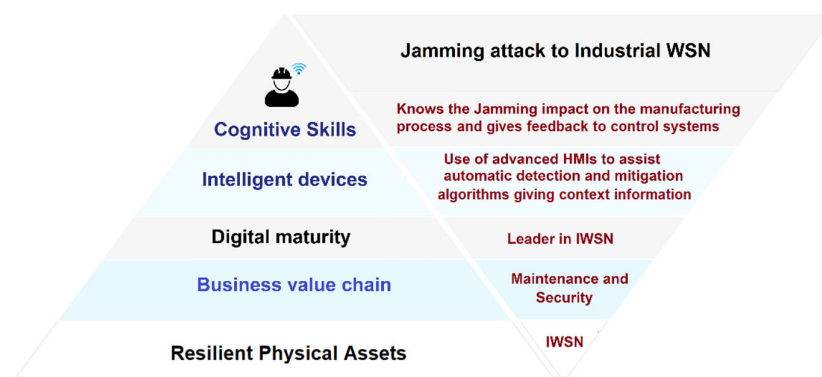 Jamming attack to Industrial WSN
Cognitive Skills
Knows the Jamming impact on the manufacturing
process and gives feedback to control systems
Intelligent devices
Use of advanced HMIs to assist
automatic detection and mitigation
algorithms giving context information
Digital maturity
Leader in IWSN
Business value chain
Maintenance and
Security
Resilient Physical Assets
IWSN